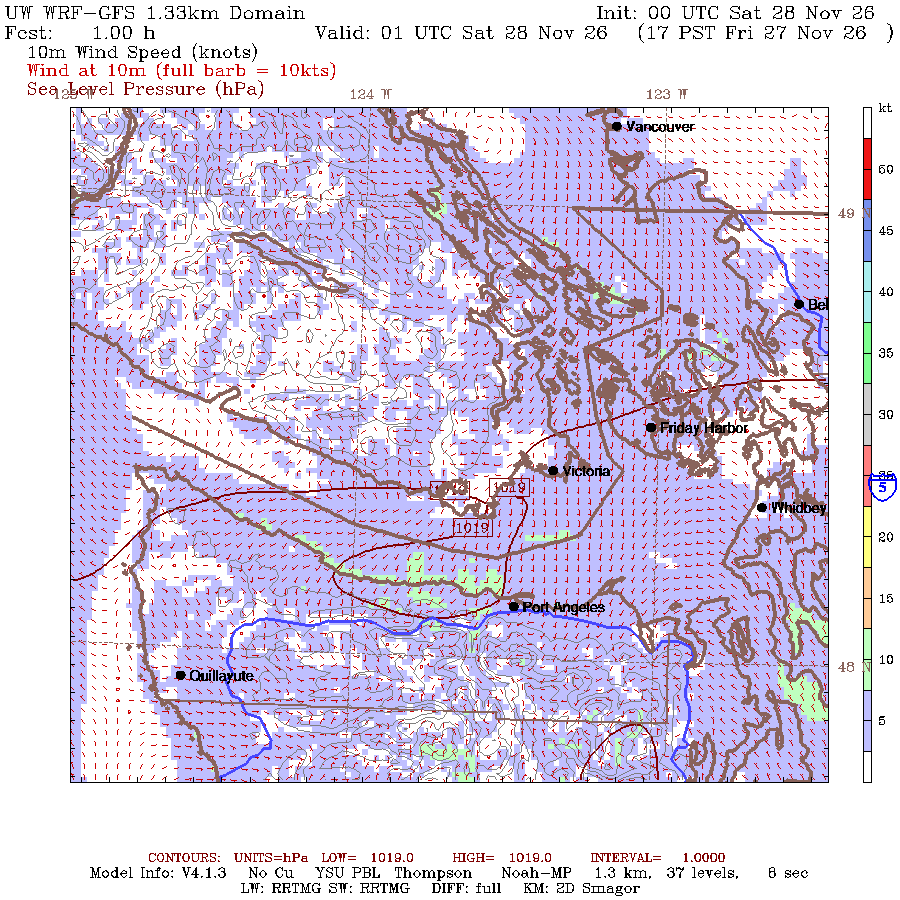 UW WRF-GFS 1.33km Domain Init: 00 UTC Sat 28 Nov 26
Fcst: 1.00 h Valid: 01 UTC Sat 28 Nov 26 (17 PST Fri 27 Nov 26 )
10m Wind Speed (knots)
Wind at 10m (full barb = 10kts)
Sea Level Pressure (hPa)
125 W 124 W 123 W
kt
Vancouver
60
49 N
45
40
Bel
35
30
Friday Harbor
Victoria
25
1019
5
Whidbey
1019
20
15
Port Angeles
10
48 N
Quillayute
5
CONTOURS: UNITS=hPa LOW= 1019.0 HIGH= 1019.0 INTERVAL= 1.0000
Model Info: V4.1.3 No Cu YSU PBL Thompson Noah-MP 1.3 km, 37 levels, 8 sec
LW: RRTMG SW: RRTMG DIFF: full KM: 2D Smagor